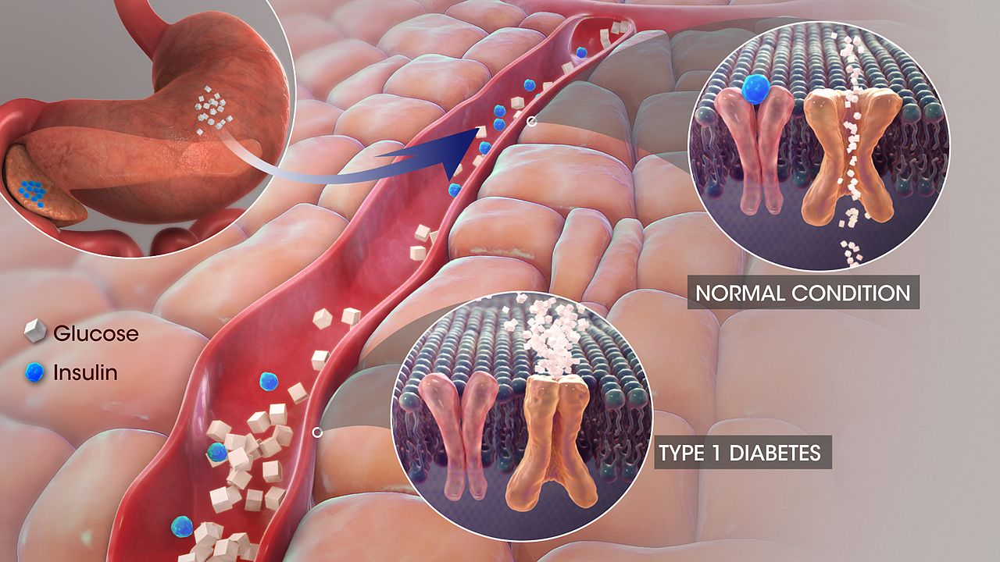 NORMAL CONDITION
Glucose
Insulin
TYPE 1 DIABETES